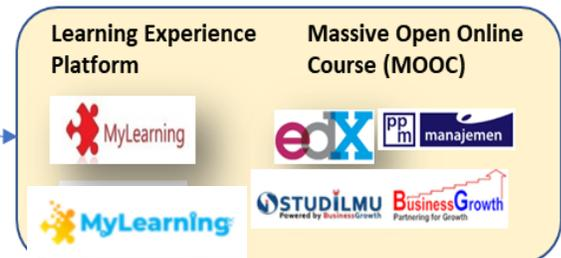 Learning Experience
Platform
Massive Open Online
Course (MOOC)
MyLearning
edX
ppm manajemen
MyLearning
STUDiLMU
Powered by BusinessGrowth
BusinessGrowth
Partnering for Growth